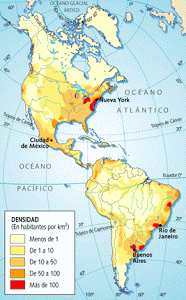 OCÉANO GLACIAL
ÁRTICO
Nueva York
OCÉANO
ATLÁNTICO
Trópico de Cáncer
Ciudad
de México
OCÉANO
PACÍFICO
Ecuador
Trópico de Capricornio
Río de
Janeiro
Buenos
Aires
DENSIDAD
(En habitantes por km²)
Menos de 1
De 1 a 10
De 10 a 50
De 50 a 100
Más de 100